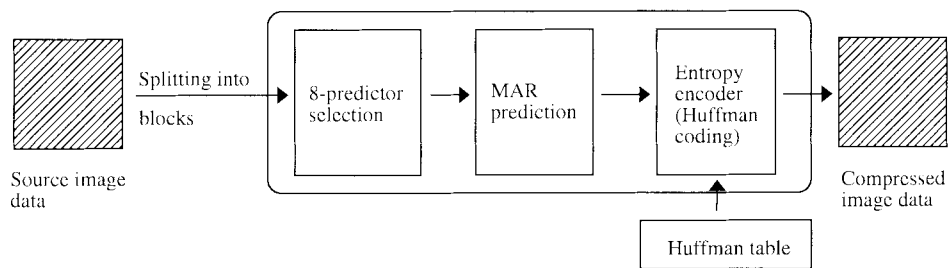 Source image
data
Splitting into
blocks
8-predictor
selection
MAR
prediction
Entropy
encoder
(Huffman
coding)
Huffman table
Compressed
image data